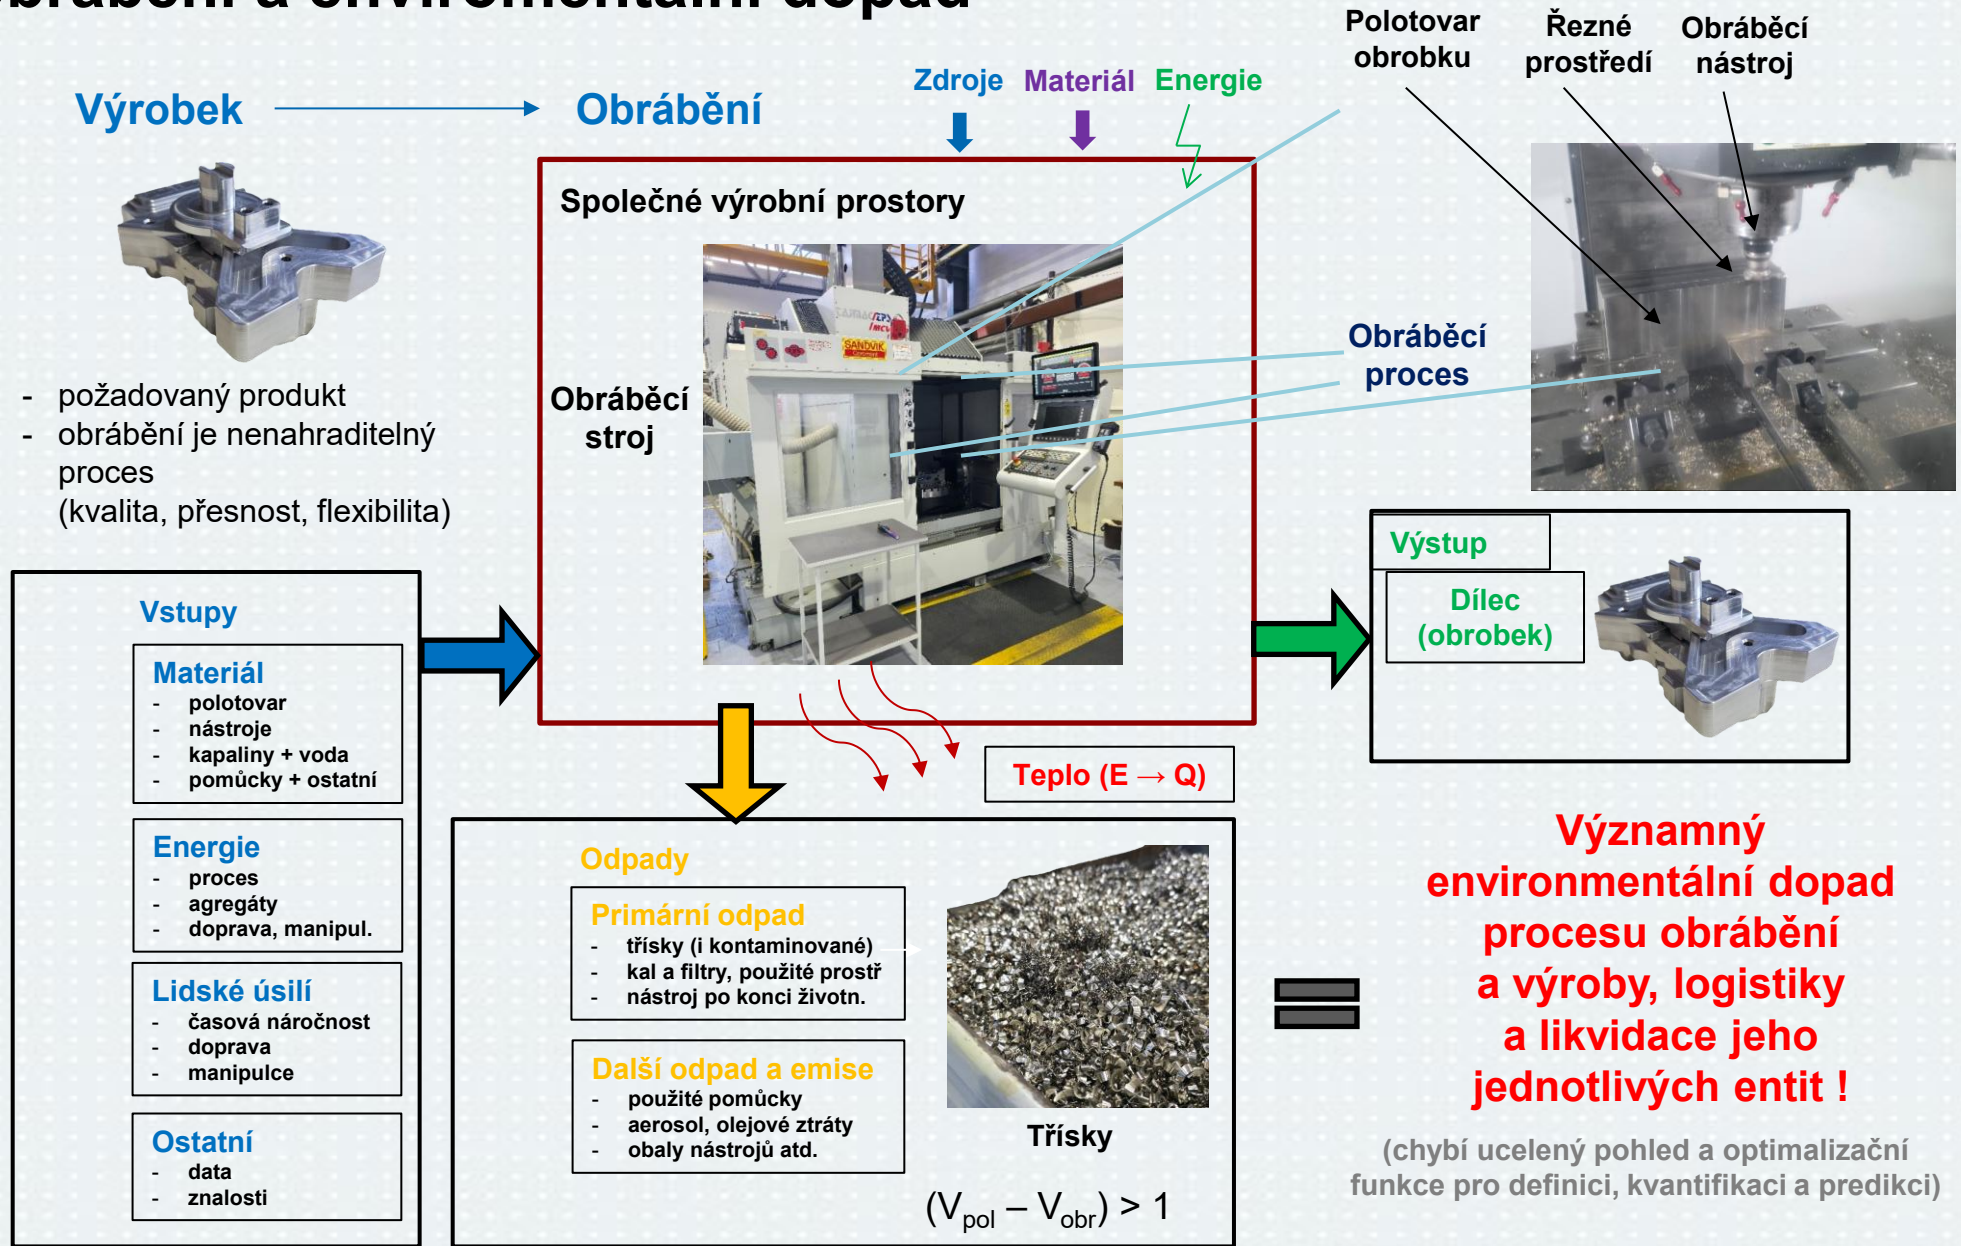 Obrábění a enviromentální dopad
Výrobek
Obrábění
Zdroje
Materiál
Energie
Polotovar
obrobku
Řezné
prostředí
Obráběcí
nástroj
- požadovaný produkt
- obrábění je nenahraditelný
proces
(kvalita, přesnost, flexibilita)
Společné výrobní prostory
Obráběcí
stroj
SANDVIK
MCV
Obráběcí
proces
Vstupy
Materiál
- polotovar
- nástroje
- kapaliny + voda
- pomůcky + ostatní
Energie
- proces
- agregáty
- doprava, manipul.
Lidské úsilí
- časová náročnost
- doprava
- manipulce
Ostatní
- data
- znalosti
Výstup
Dílec
(obrobek)
Teplo (E → Q)
Odpady
Primární odpad
- třísky (i kontaminované)
- kal a filtry, použité prostř
- nástroj po konci životn.
Další odpad a emise
- použité pomůcky
- aerosol, olejové ztráty
- obaly nástrojů atd.
Třísky
(Vpol – Vobr) > 1
Významný
environmentální dopad
procesu obrábění
a výroby, logistiky
a likvidace jeho
jednotlivých entit !
(chybí ucelený pohled a optimalizační
funkce pro definici, kvantifikaci a predikci)